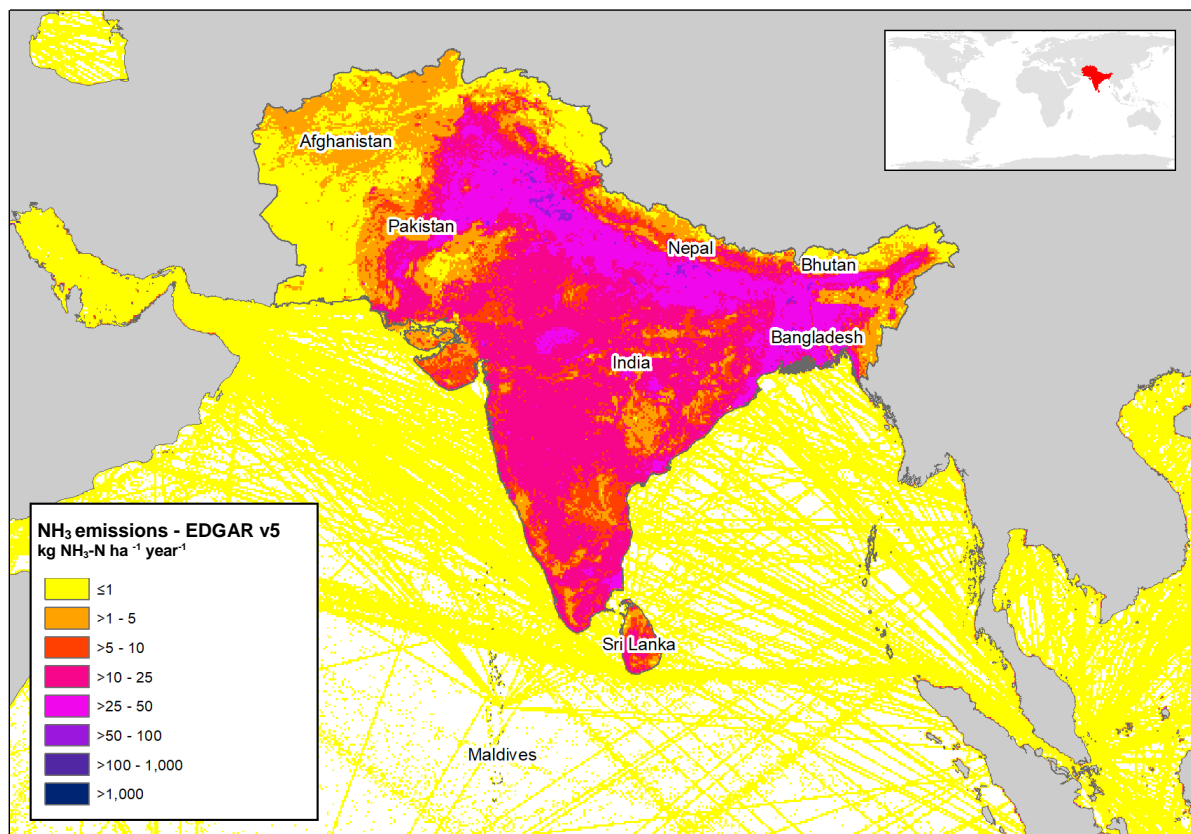 Afghanistan
Pakistan
Nepal
Bhutan
Bangladesh
India
Sri Lanka
Maldives
NH₃ emissions - EDGAR v5
kg NH₃-N ha ⁻¹ year⁻¹
≤1
>1 - 5
>5 - 10
>10 - 25
>25 - 50
>50 - 100
>100 - 1,000
>1,000